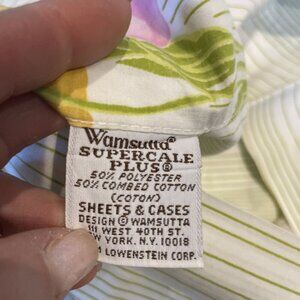 Wamsutta®
SUPERCALE
PLUS®
50% POLYESTER
50% COMBED COTTON
(COTON)
SHEETS & CASES
DESIGN © WAMSUTTA
111 WEST 40TH ST.
NEW YORK, N.Y. 10018
M LOWENSTEIN CORP.